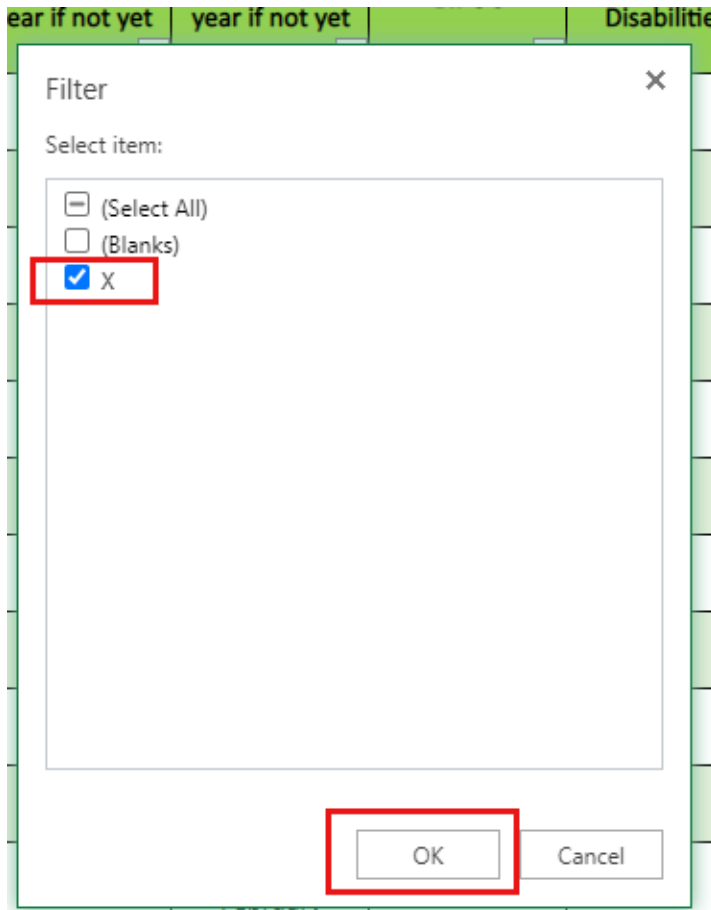 ear if not yet year if not yet Disabilitie
Filter
Select item:
(Select All)
(Blanks)
X
OK Cancel